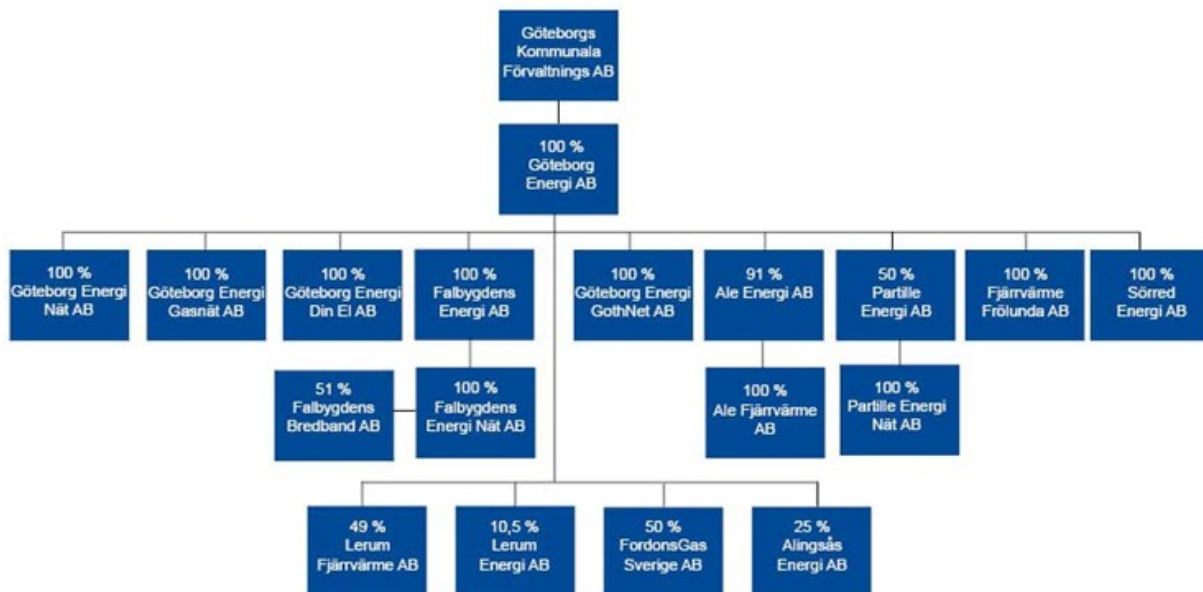 Göteborgs
Kommunala
Förvaltnings AB
100 %
Göteborg
Energi AB
100 %
Göteborg Energi
Nät AB
100 %
Göteborg Energi
Gasnät AB
100 %
Göteborg Energi
Din El AB
100 %
Falbygdens
Energi AB
100 %
Göteborg Energi
GothNet AB
91 %
Ale Energi AB
50 %
Partille
Energi AB
100 %
Fjärrvärme
Frölunda AB
100 %
Sörred
Energi AB
51 %
Falbygdens
Bredband AB
100 %
Falbygdens
Energi Nät AB
100 %
Ale Fjärrvärme
AB
100 %
Partille Energi
Nät AB
49 %
Lerum
Fjärrvärme AB
10,5 %
Lerum
Energi AB
50 %
FordonsGas
Sverige AB
25 %
Alingsås
Energi AB